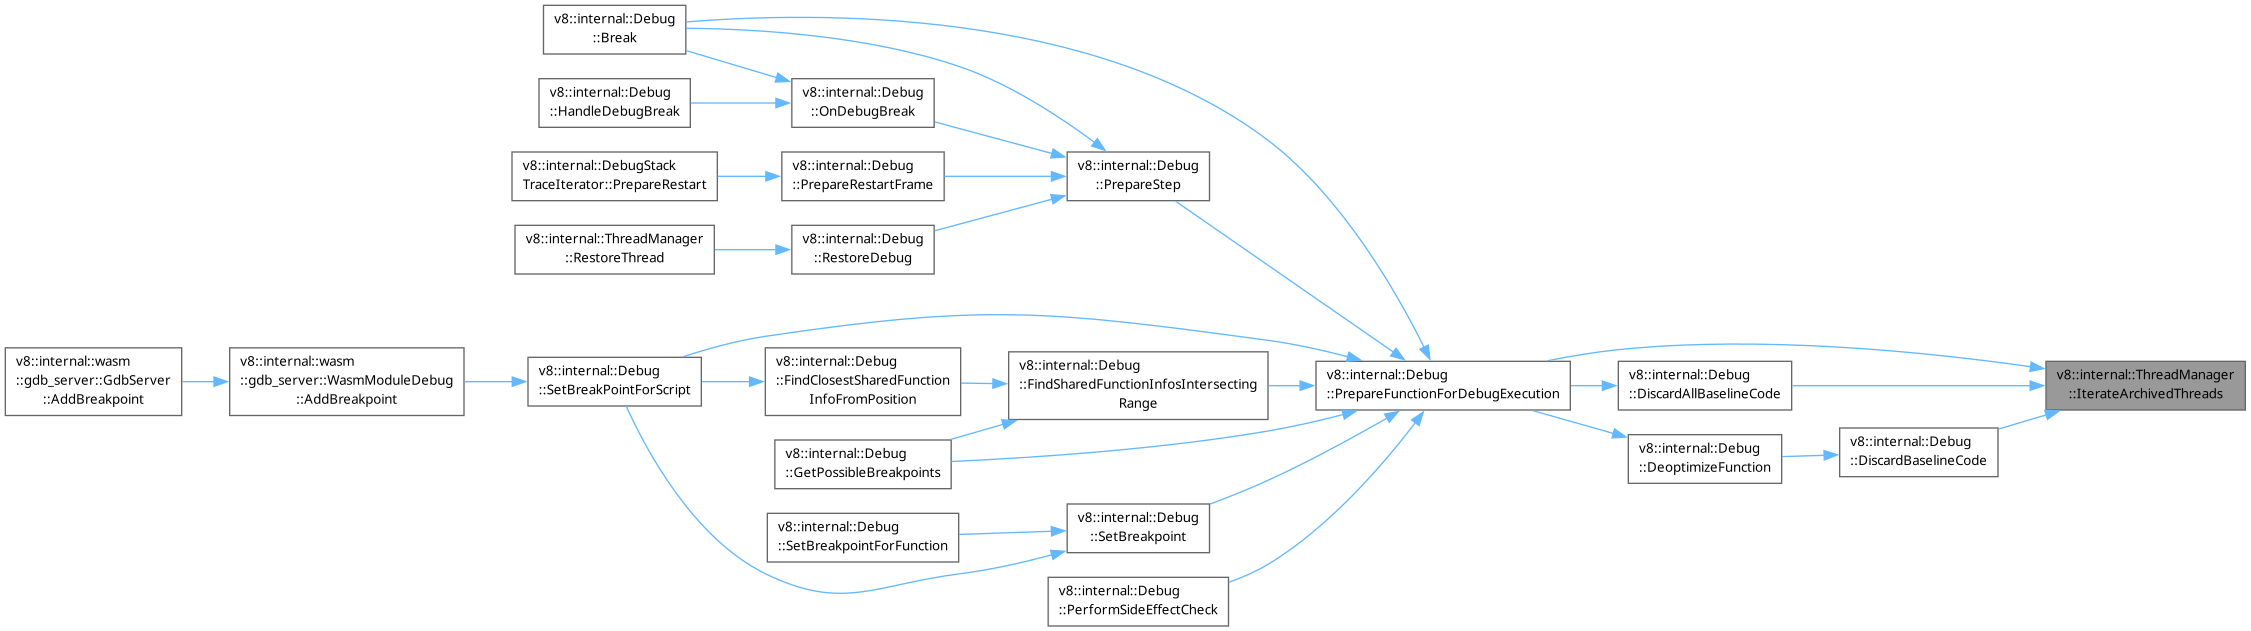 v8::internal::Debug
::Break
v8::internal::Debug
::HandleDebugBreak
v8::internal::Debug
::OnDebugBreak
v8::internal::DebugStack
TraceIterator::PrepareRestart
v8::internal::Debug
::PrepareRestartFrame
v8::internal::Debug
::PrepareStep
v8::internal::ThreadManager
::RestoreThread
v8::internal::Debug
::RestoreDebug
v8::internal::wasm
::gdb_server::GdbServer
::AddBreakpoint
v8::internal::wasm
::gdb_server::WasmModuleDebug
::AddBreakpoint
v8::internal::Debug
::SetBreakPointForScript
v8::internal::Debug
::FindClosestSharedFunction
InfoFromPosition
v8::internal::Debug
::FindSharedFunctionInfosIntersecting
Range
v8::internal::Debug
::PrepareFunctionForDebugExecution
v8::internal::Debug
::DiscardAllBaselineCode
v8::internal::ThreadManager
::IterateArchivedThreads
v8::internal::Debug
::GetPossibleBreakpoints
v8::internal::Debug
::DeoptimizeFunction
v8::internal::Debug
::DiscardBaselineCode
v8::internal::Debug
::SetBreakpointForFunction
v8::internal::Debug
::SetBreakpoint
v8::internal::Debug
::PerformSideEffectCheck